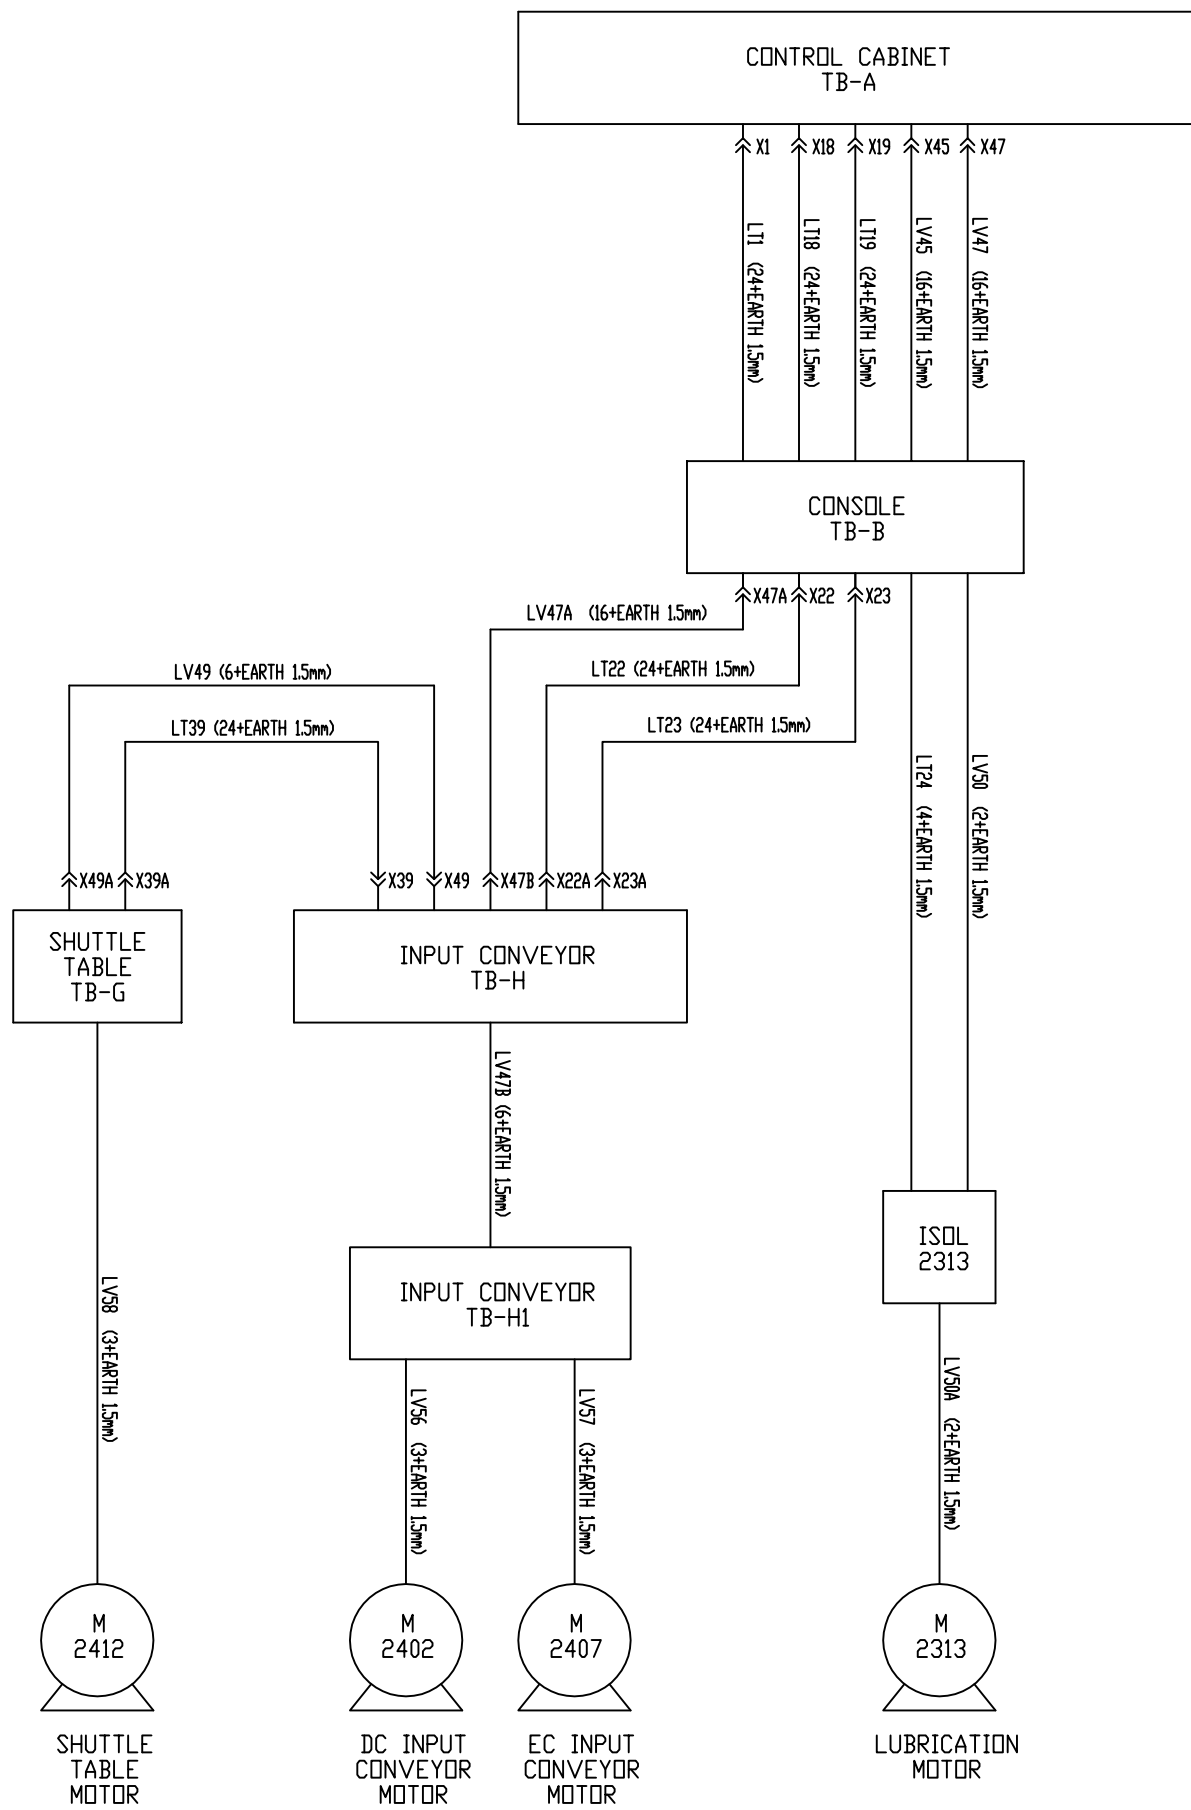 CONTROL CABINET
TB-A
X1
X18
X19
X45
X47
LT1 (24+EARTH 1.5mm)
LT18 (24+EARTH 1.5mm)
LT19 (24+EARTH 1.5mm)
LV45 (16+EARTH 1.5mm)
LV47 (16+EARTH 1.5mm)
CONSOLE
TB-B
X47A
X22
X23
LV47A (16+EARTH 1.5mm)
LV49 (6+EARTH 1.5mm)
LT22 (24+EARTH 1.5mm)
LT39 (24+EARTH 1.5mm)
LT23 (24+EARTH 1.5mm)
LT24 (4+EARTH 1.5mm)
LV50 (2+EARTH 1.5mm)
X49A
X39A
X39
X49
X47B
X22A
X23A
SHUTTLE
TABLE
TB-G
INPUT CONVEYOR
TB-H
LV47B (6+EARTH 1.5mm)
ISOL
2313
INPUT CONVEYOR
TB-H1
LV58 (3+EARTH 1.5mm)
LV56 (3+EARTH 1.5mm)
LV57 (3+EARTH 1.5mm)
LV50A (2+EARTH 1.5mm)
M
2412
M
2402
M
2407
M
2313
SHUTTLE
TABLE
MOTOR
DC INPUT
CONVEYOR
MOTOR
EC INPUT
CONVEYOR
MOTOR
LUBRICATION
MOTOR